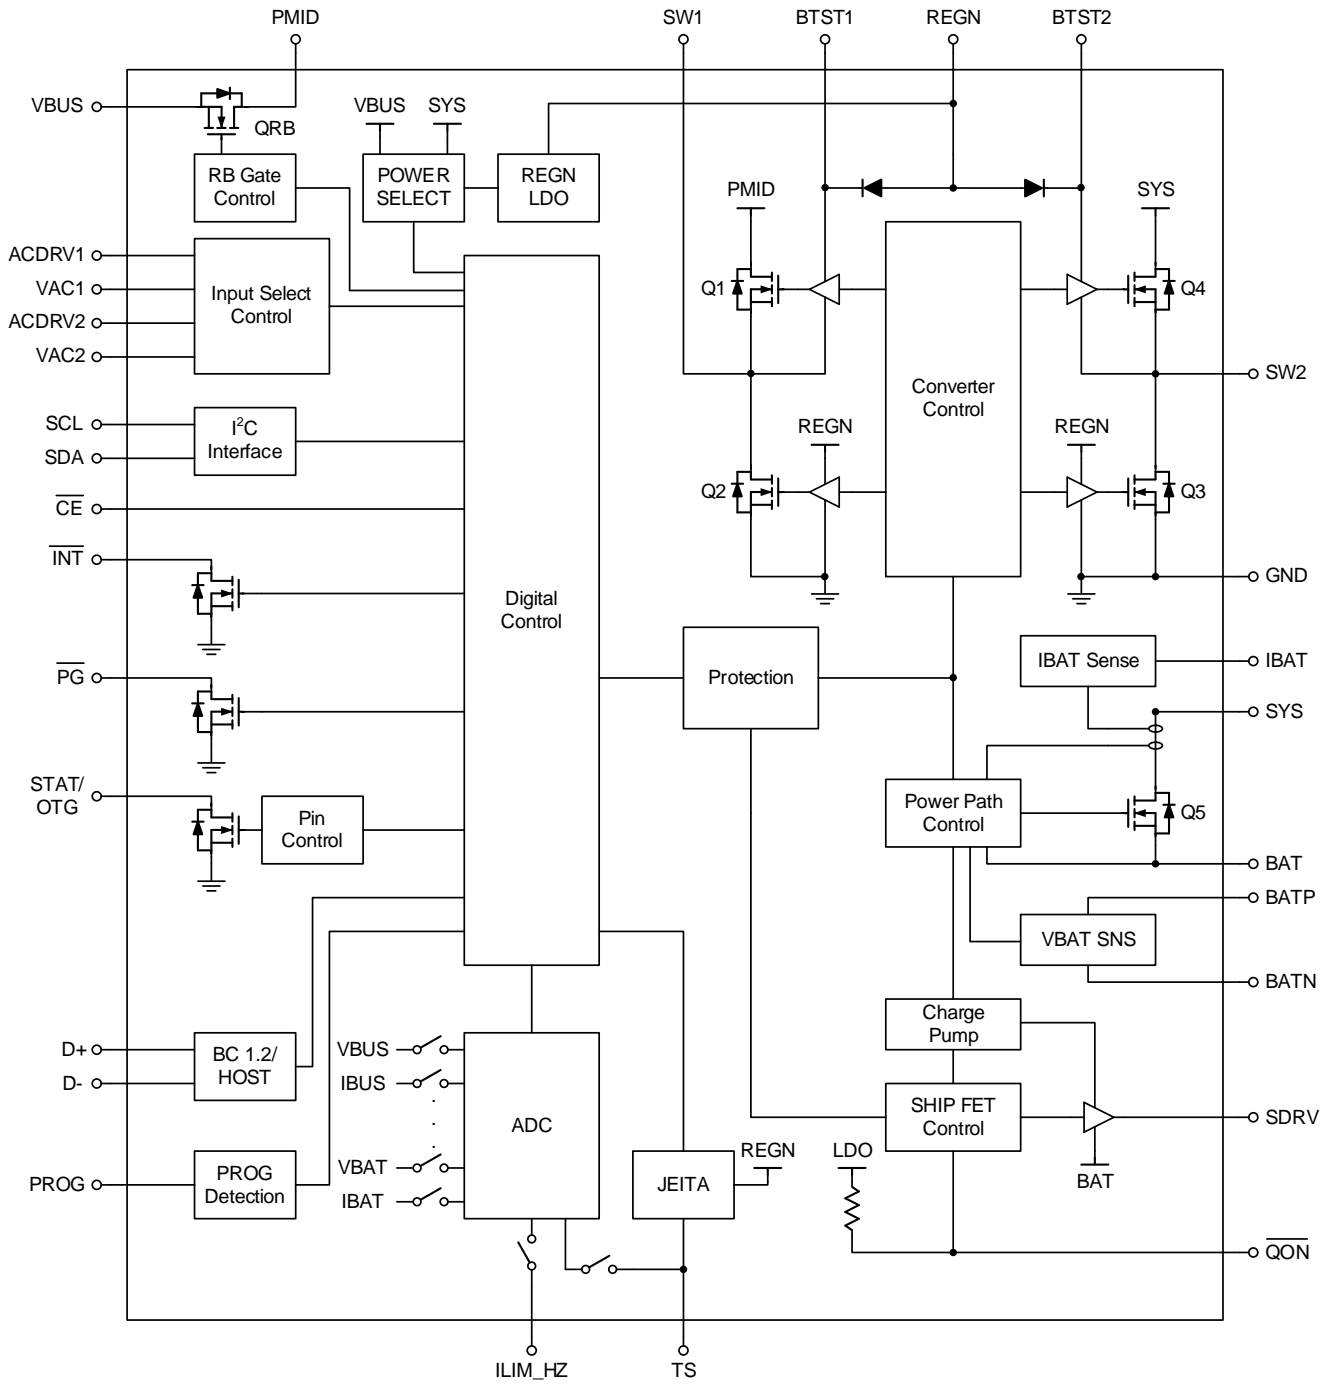 PMID
SW1
BTST1
REGN
BTST2
VBUS
QRB
VBUS
SYS
RB Gate
Control
POWER
SELECT
REGN
LDO
PMID
SYS
ACDRV1
VAC1
ACDRV2
VAC2
Input Select
Control
Q1
Q4
SW2
Converter
Control
SCL
SDA
I²C
Interface
REGN
REGN
Q2
Q3
CE
INT
GND
Digital
Control
Protection
IBAT Sense
IBAT
PG
SYS
STAT/
OTG
Pin
Control
Power Path
Control
Q5
BAT
BATP
VBAT SNS
BATN
Charge
Pump
D+
D-
BC 1.2/
HOST
VBUS
IBUS
.
.
.
.
VBAT
IBAT
ADC
SHIP FET
Control
SDRV
BAT
PROG
PROG
Detection
JEITA
REGN
LDO
QON
ILIM_HZ
TS